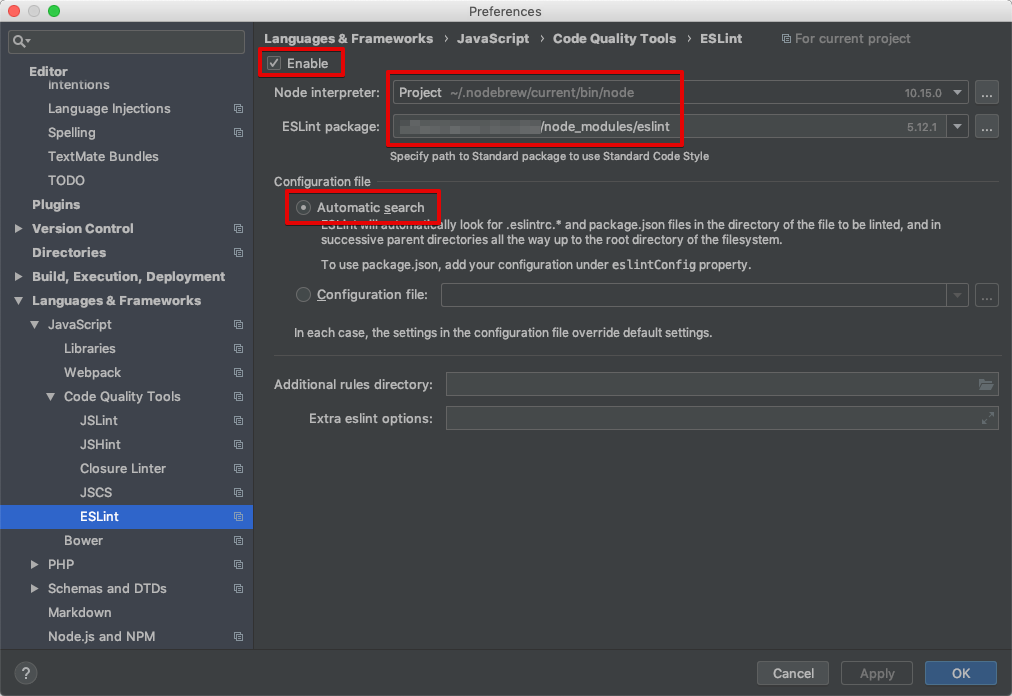 Preferences
Editor
Intentions
Language Injections
Spelling
TextMate Bundles
TODO
Plugins
Version Control
Directories
Build, Execution, Deployment
Languages & Frameworks
JavaScript
Libraries
Webpack
Code Quality Tools
JSLint
JSHint
Closure Linter
JSCS
ESLint
Bower
PHP
Schemas and DTDs
Markdown
Node.js and NPM
Languages & Frameworks › JavaScript › Code Quality Tools › ESLint For current project
Enable
Node interpreter: Project ~/.nodebrew/current/bin/node 10.15.0 ...
ESLint package: /node_modules/eslint 5.12.1 ...
Specify path to Standard package to use Standard Code Style
Configuration file
Automatic search
ESLint will automatically look for .eslintrc.* and package.json files in the directory of the file to be linted, and in
successive parent directories all the way up to the root directory of the filesystem.
To use package.json, add your configuration under eslintConfig property.
Configuration file: ...
In each case, the settings in the configuration file override default settings.
Additional rules directory:
Extra eslint options:
? Cancel Apply OK